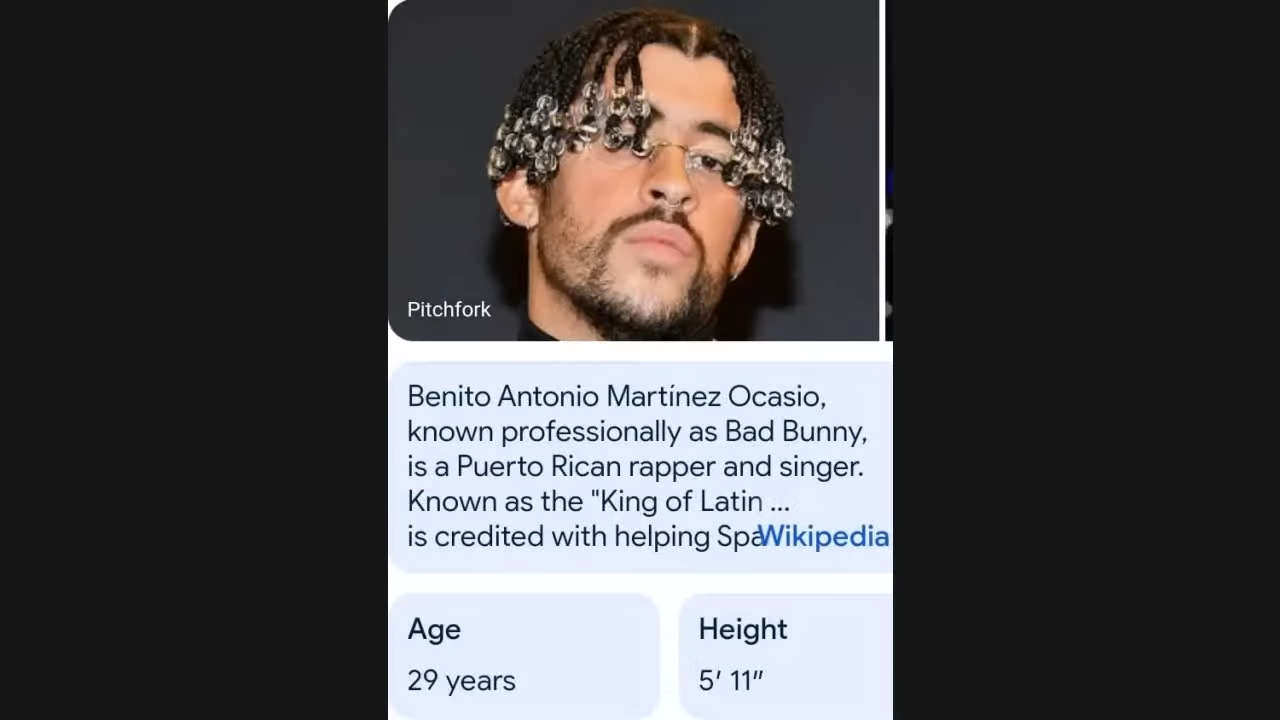 Pitchfork
Benito Antonio Martínez Ocasio,
known professionally as Bad Bunny,
is a Puerto Rican rapper and singer.
Known as the "King of Latin ...
is credited with helping Spa Wikipedia
Age
29 years
Height
5′ 11″